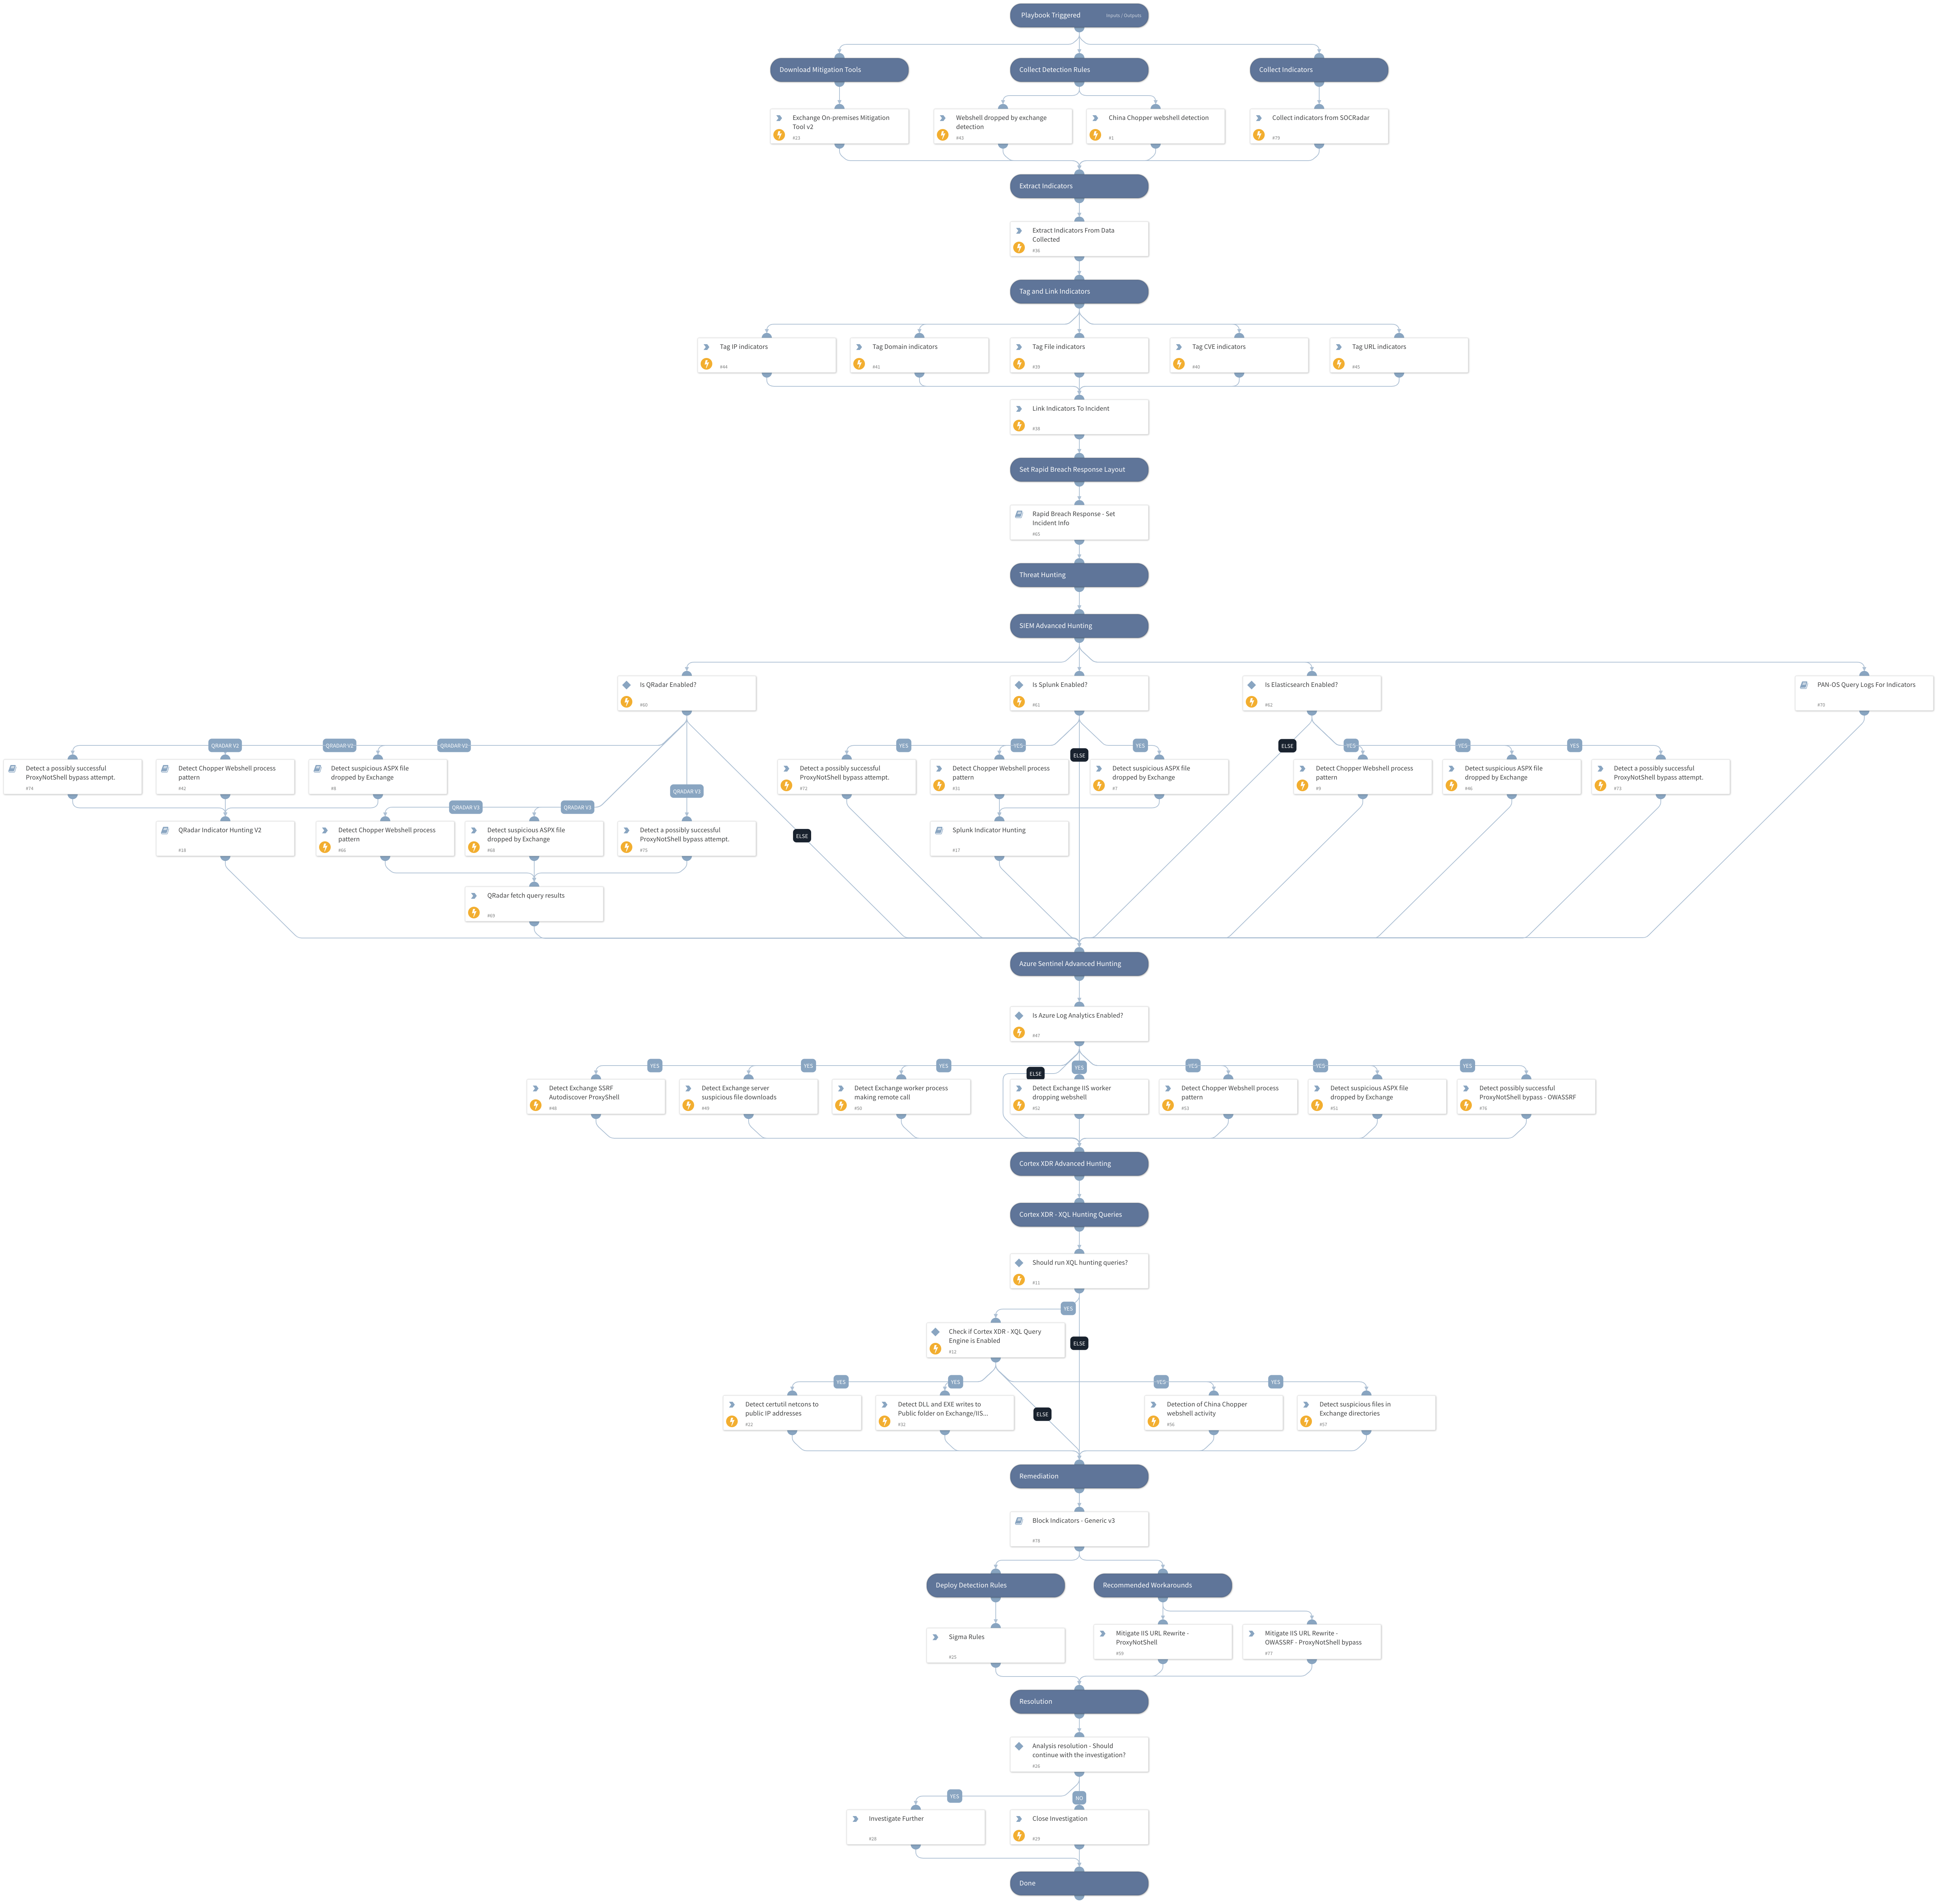 Playbook Triggered
Inputs / Outputs
Download Mitigation Tools
Collect Detection Rules
Collect Indicators
Exchange On-premises Mitigation
Tool v2
#13
Webshell dropped by exchange
detection
China Chopper webshell detection
#1
Collect indicators from SOCRadar
Extract Indicators
Extract Indicators From Data
Collected
Tag and Link Indicators
Tag IP indicators
#44
Tag Domain indicators
#41
Tag File indicators
#39
Tag CVE indicators
#40
Tag URL indicators
#45
Link Indicators To Incident
#38
Set Rapid Breach Response Layout
Rapid Breach Response - Set
Incident Info
#65
Threat Hunting
SIEM Advanced Hunting
Is QRadar Enabled?
#60
Is Splunk Enabled?
#61
Is Elasticsearch Enabled?
#62
PAN-OS Query Logs For Indicators
#70
QRADAR V2
QRADAR V2
QRADAR V2
YES
YES
ELSE
YES
ELSE
YES
YES
YES
Detect a possibly successful
ProxyNotShell bypass attempt.
#74
Detect Chopper Webshell process
pattern
#42
Detect suspicious ASPX file
dropped by Exchange
Detect a possibly successful
ProxyNotShell bypass attempt.
#72
Detect Chopper Webshell process
pattern
#31
Detect suspicious ASPX file
dropped by Exchange
#7
Detect Chopper Webshell process
pattern
#9
Detect suspicious ASPX file
dropped by Exchange
#46
Detect a possibly successful
ProxyNotShell bypass attempt.
#73
QRADAR V3
QRADAR V3
QRADAR V3
QRadar Indicator Hunting V2
#18
Detect Chopper Webshell process
pattern
#66
Detect suspicious ASPX file
dropped by Exchange
#68
Detect a possibly successful
ProxyNotShell bypass attempt.
#75
ELSE
Splunk Indicator Hunting
#17
QRadar fetch query results
#69
Azure Sentinel Advanced Hunting
Is Azure Log Analytics Enabled?
#47
YES
YES
YES
ELSE
YES
YES
YES
YES
Detect Exchange SSRF
Autodiscover ProxyShell
#48
Detect Exchange server
suspicious file downloads
#49
Detect Exchange worker process
making remote call
#50
Detect Exchange IIS worker
dropping webshell
#52
Detect Chopper Webshell process
pattern
#53
Detect suspicious ASPX file
dropped by Exchange
#51
Detect possibly successful
ProxyNotShell bypass - OWASSRF
#76
Cortex XDR Advanced Hunting
Cortex XDR - XQL Hunting Queries
Should run XQL hunting queries?
#11
YES
Check if Cortex XDR - XQL Query
Engine is Enabled
#12
ELSE
YES
YES
YES
YES
Detect certutil netcons to
public IP addresses
#22
Detect DLL and EXE writes to
Public folder on Exchange/IIS...
#32
ELSE
Detection of China Chopper
webshell activity
#56
Detect suspicious files in
Exchange directories
#57
Remediation
Block Indicators - Generic v3
#78
Deploy Detection Rules
Recommended Workarounds
Sigma Rules
#25
Mitigate IIS URL Rewrite -
ProxyNotShell
#59
Mitigate IIS URL Rewrite -
OWASSRF - ProxyNotShell bypass
#77
Resolution
Analysis resolution - Should
continue with the investigation?
#26
YES
NO
Investigate Further
#28
Close Investigation
Done